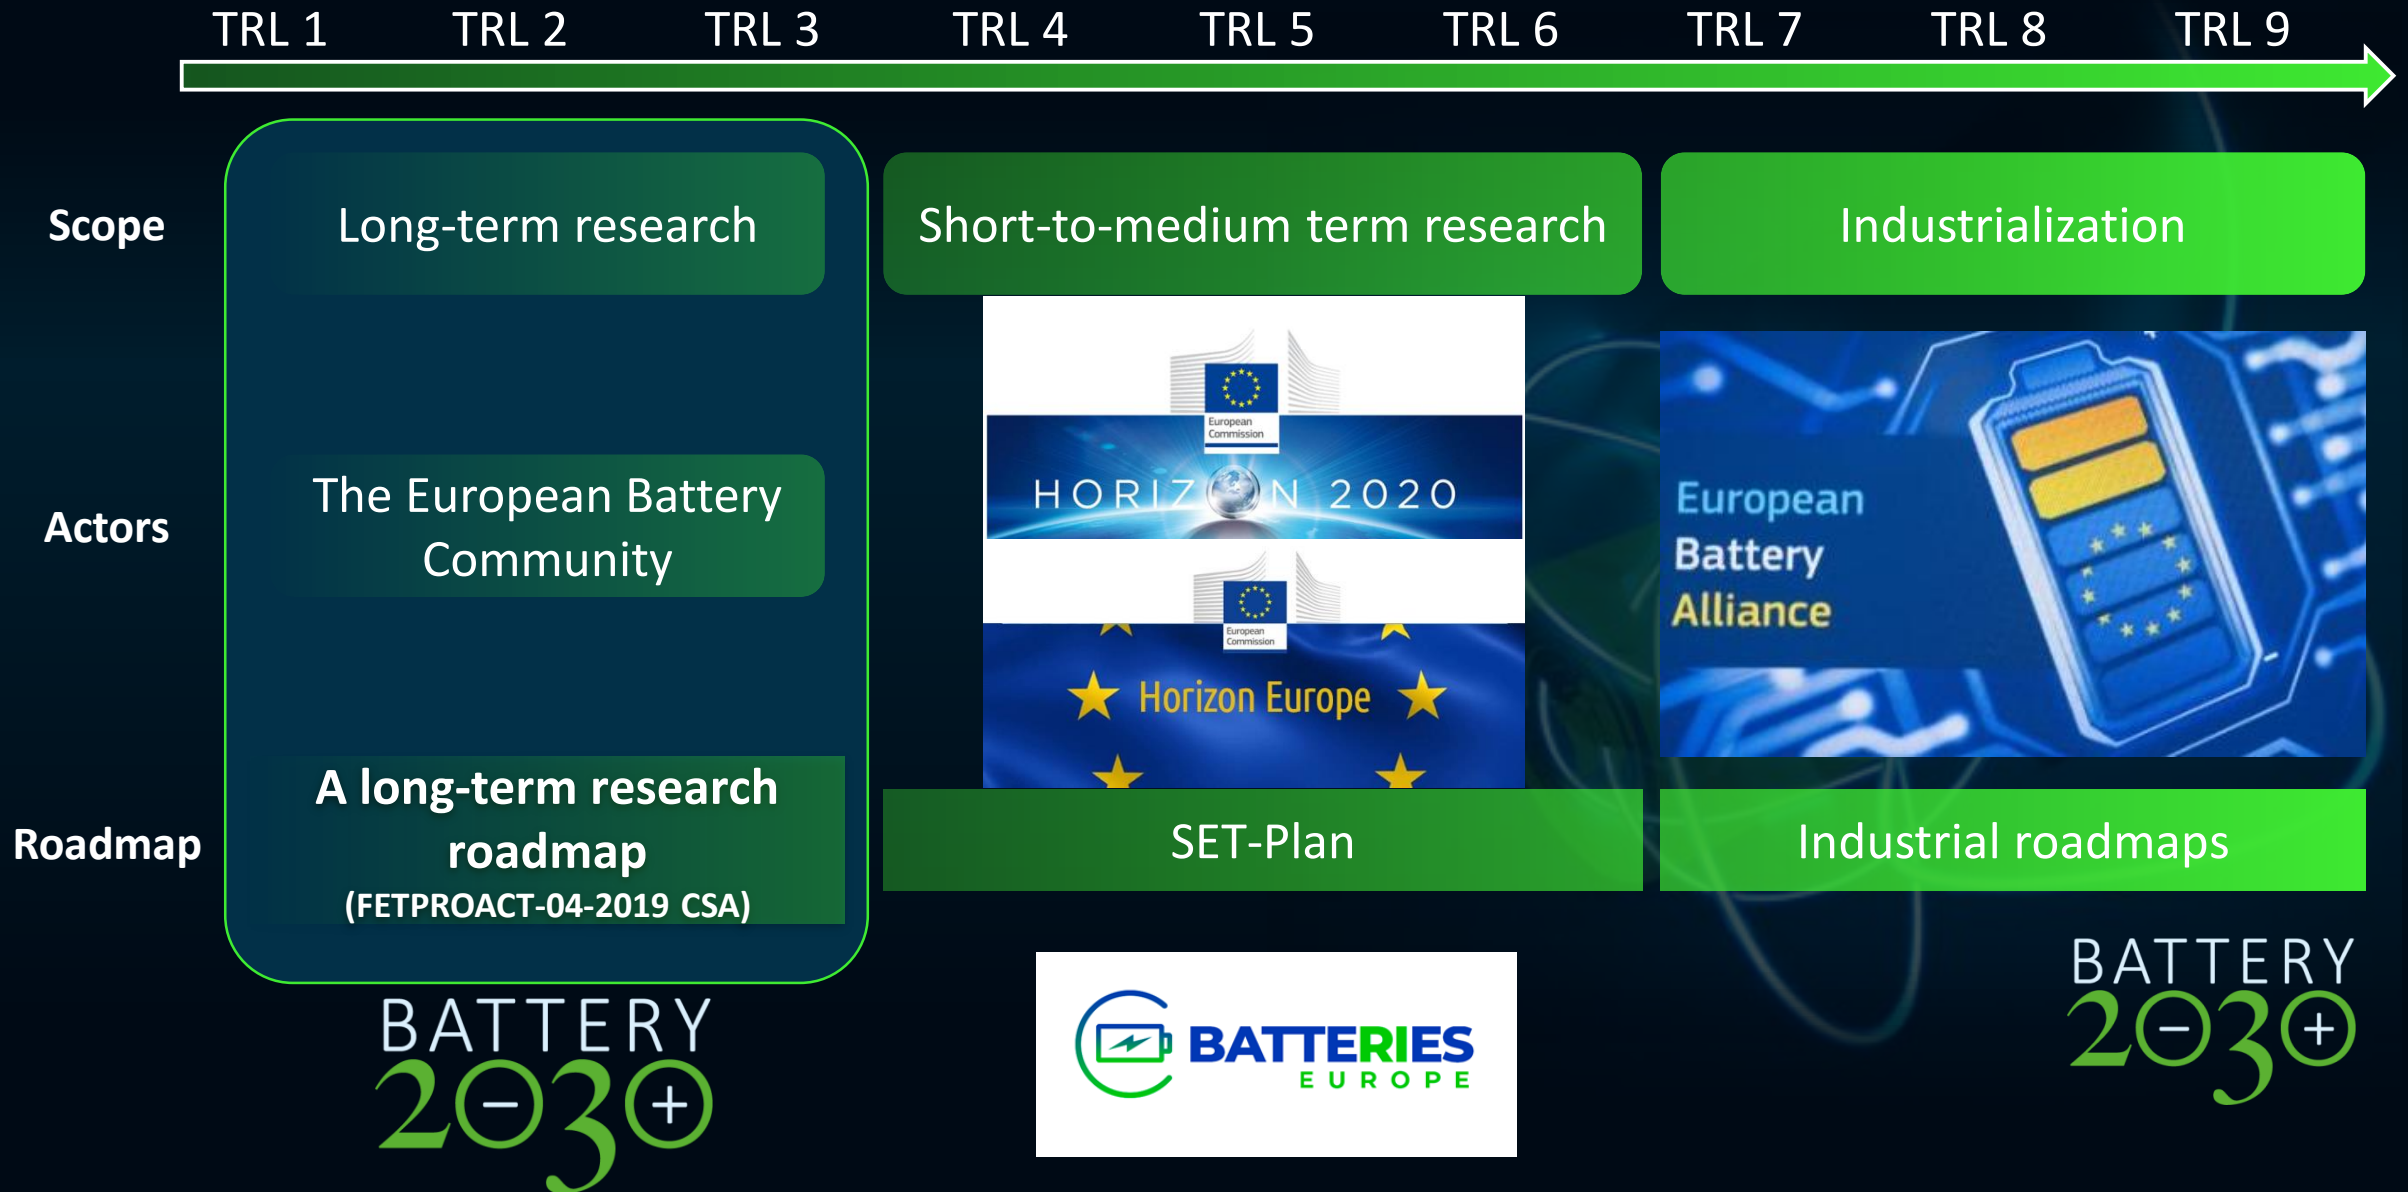 TRL 1 TRL 2 TRL 3 TRL 4 TRL 5 TRL 6 TRL 7 TRL 8 TRL 9
Scope
Long-term research
Short-to-medium term research
Industrialization
Actors
The European Battery
Community
European
Commission
HORIZON 2020
European
Commission
Horizon Europe
European
Battery
Alliance
Roadmap
A long-term research
roadmap
(FETPROACT-04-2019 CSA)
SET-Plan
Industrial roadmaps
BATTERY
2030
BATTERIES
EUROPE
BATTERY
2030